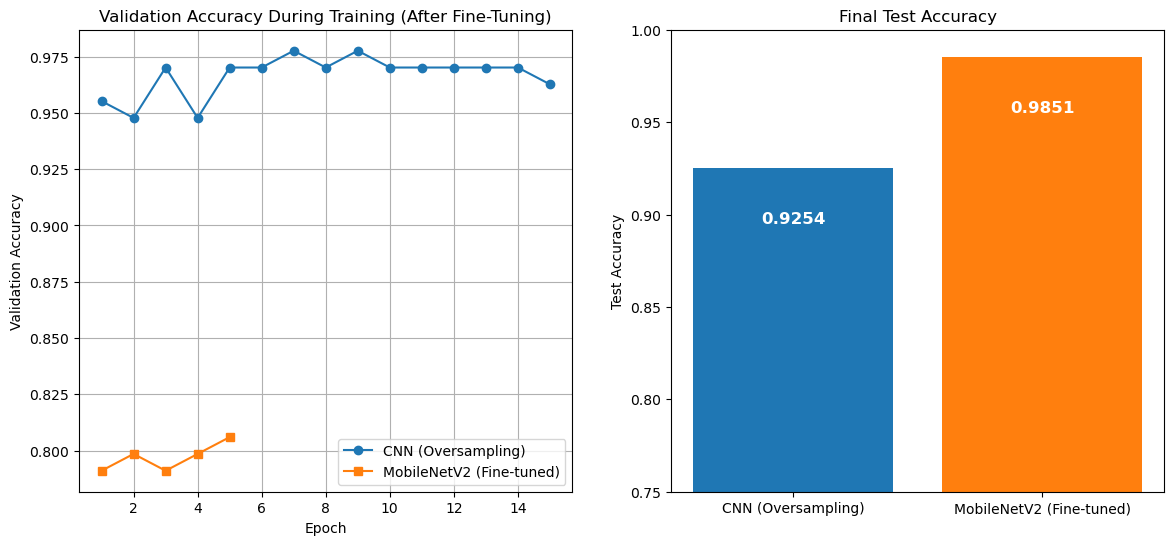 Validation Accuracy During Training (After Fine-Tuning)
Validation Accuracy
0.975
0.950
0.925
0.900
0.875
0.850
0.825
0.800
2 4 6 8 10 12 14
Epoch
CNN (Oversampling)
MobileNetV2 (Fine-tuned)
Final Test Accuracy
Test Accuracy
1.00
0.95
0.90
0.85
0.80
0.75
0.9254
0.9851
CNN (Oversampling) MobileNetV2 (Fine-tuned)